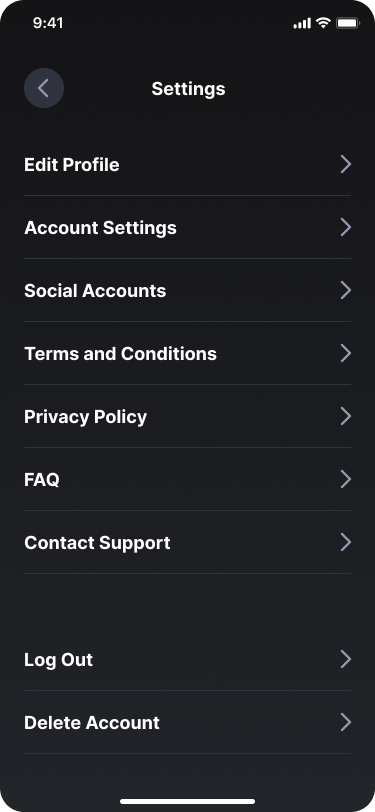 9:41
Settings
Edit Profile
Account Settings
Social Accounts
Terms and Conditions
Privacy Policy
FAQ
Contact Support
Log Out
Delete Account